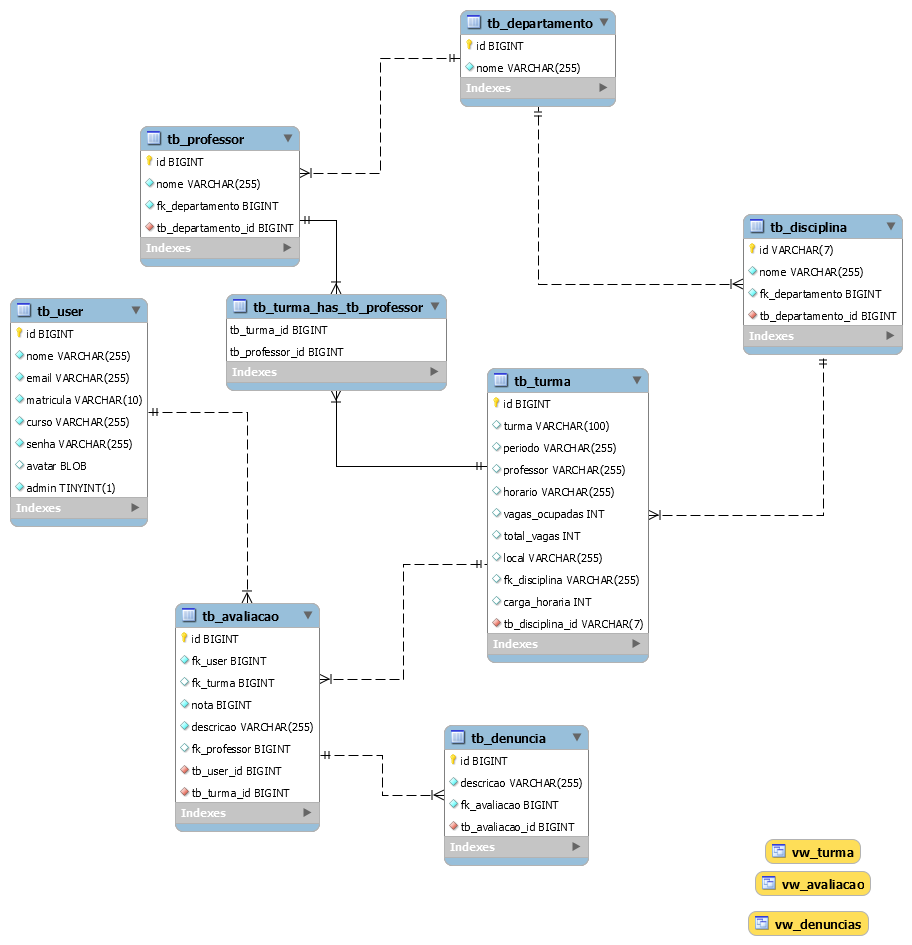 tb_departamento
id BIGINT
nome VARCHAR(255)
Indexes
tb_professor
id BIGINT
nome VARCHAR(255)
fk_departamento BIGINT
tb_departamento_id BIGINT
Indexes
tb_disciplina
id VARCHAR(7)
nome VARCHAR(255)
fk_departamento BIGINT
tb_departamento_id BIGINT
Indexes
tb_turma_has_tb_professor
tb_turma_id BIGINT
tb_professor_id BIGINT
Indexes
tb_user
id BIGINT
nome VARCHAR(255)
email VARCHAR(255)
matricula VARCHAR(10)
curso VARCHAR(255)
senha VARCHAR(255)
avatar BLOB
admin TINYINT(1)
Indexes
tb_turma
id BIGINT
turma VARCHAR(100)
periodo VARCHAR(255)
professor VARCHAR(255)
horario VARCHAR(255)
vagas_ocupadas INT
total_vagas INT
local VARCHAR(255)
fk_disciplina VARCHAR(255)
carga_horaria INT
tb_disciplina_id VARCHAR(7)
Indexes
tb_avaliacao
id BIGINT
fk_user BIGINT
fk_turma BIGINT
nota BIGINT
descricao VARCHAR(255)
fk_professor BIGINT
tb_user_id BIGINT
tb_turma_id BIGINT
Indexes
tb_denuncia
id BIGINT
descricao VARCHAR(255)
fk_avaliacao BIGINT
tb_avaliacao_id BIGINT
Indexes
vw_turma
vw_avaliacao
vw_denuncias